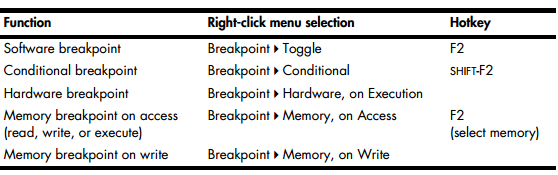 Function Right-click menu selection Hotkey
Software breakpoint Breakpoint▸Toggle F2
Conditional breakpoint Breakpoint▸Conditional SHIFT-F2
Hardware breakpoint Breakpoint▸Hardware, on Execution
Memory breakpoint on access Breakpoint▸Memory, on Access F2
(read, write, or execute) (select memory)
Memory breakpoint on write Breakpoint▸Memory, on Write